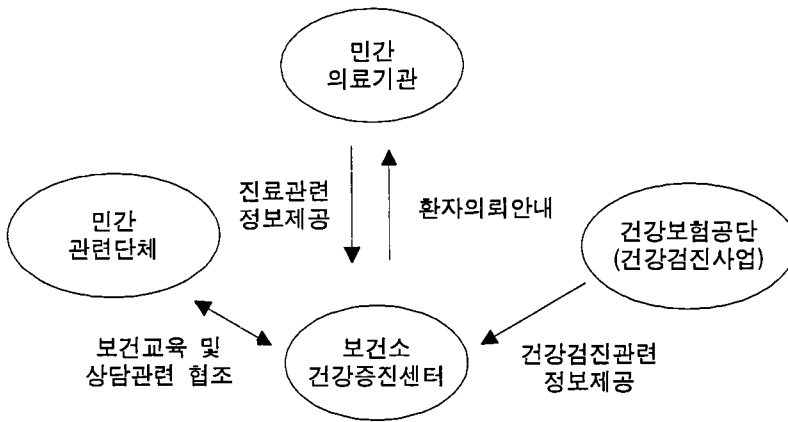 민간
의료기관
진료관련
정보제공
환자의뢰안내
민간
관련단체
건강보험공단
(건강검진사업)
보건교육 및
상담관련 협조
보건소
건강증진센터
건강검진관련
정보제공